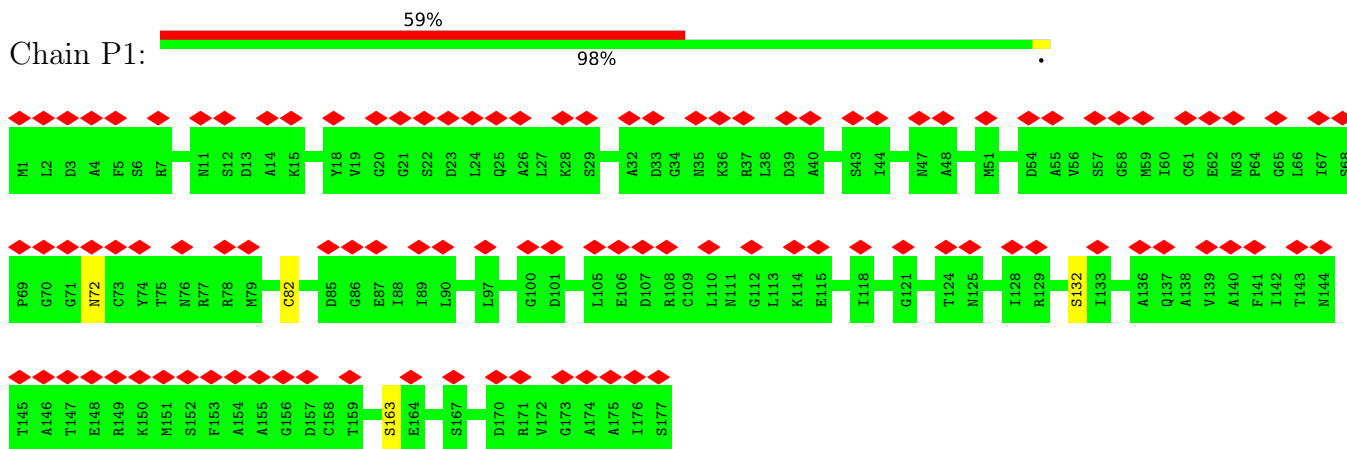 59%
Chain P1:
98%
•
M1 L2 D3 A4 F5 S6 R7 N11 S12 D13 A14 K15 Y18 V19 G20 G21 S22 D23 L24 Q25 A26 L27 K28 S29 A32 D33 G34 N35 K36 R37 L38 D39 A40 S43 I44 N47 A48 M51 D54 A55 V56 S57 G58 M59 I60 C61 E62 N63 P64 G65 L66 I67 S68
P69 G70 G71 N72 C73 Y74 T75 N76 R77 R78 M79 C82 D85 G86 E87 I88 I89 L90 L97 G100 D101 L105 E106 D107 R108 C109 L110 N111 G112 L113 K114 E115 I118 G121 T124 N125 I128 R129 S132 I133 A136 Q137 A138 V139 A140 F141 I142 T143 N144
T145 A146 T147 E148 R149 K150 M151 S152 F153 A154 A155 G156 D157 C158 T159 S163 E164 S167 D170 R171 V172 G173 A174 A175 I176 S177